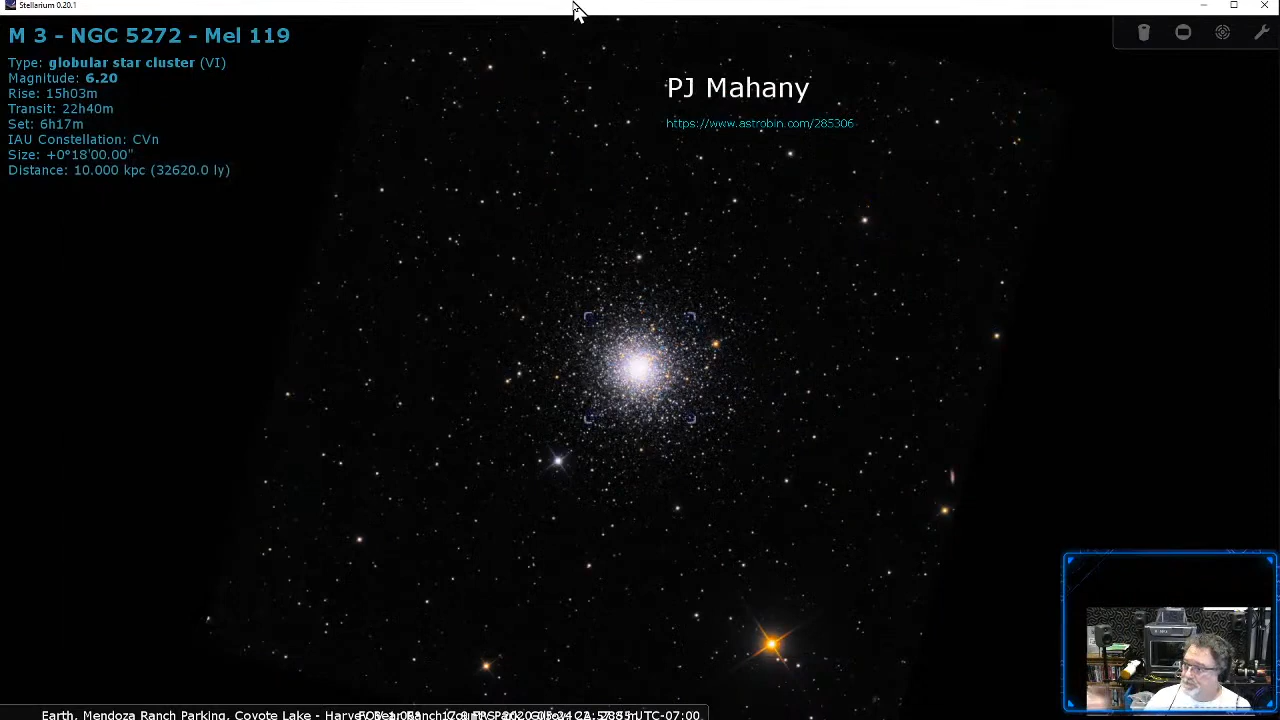 Stellarium 0.20.1
M 3 - NGC 5272 - Mel 119
Type: globular star cluster (VI)
Magnitude: 6.20
Rise: 15h03m
Transit: 22h40m
Set: 6h17m
IAU Constellation: CVn
Size: +0°18'00.00"
Distance: 10.000 kpc (32620.0 ly)
PJ Mahany
https://www.astrobin.com/285306
Earth, Mendoza Ranch Parking, Coyote Lake - UTC-07:00